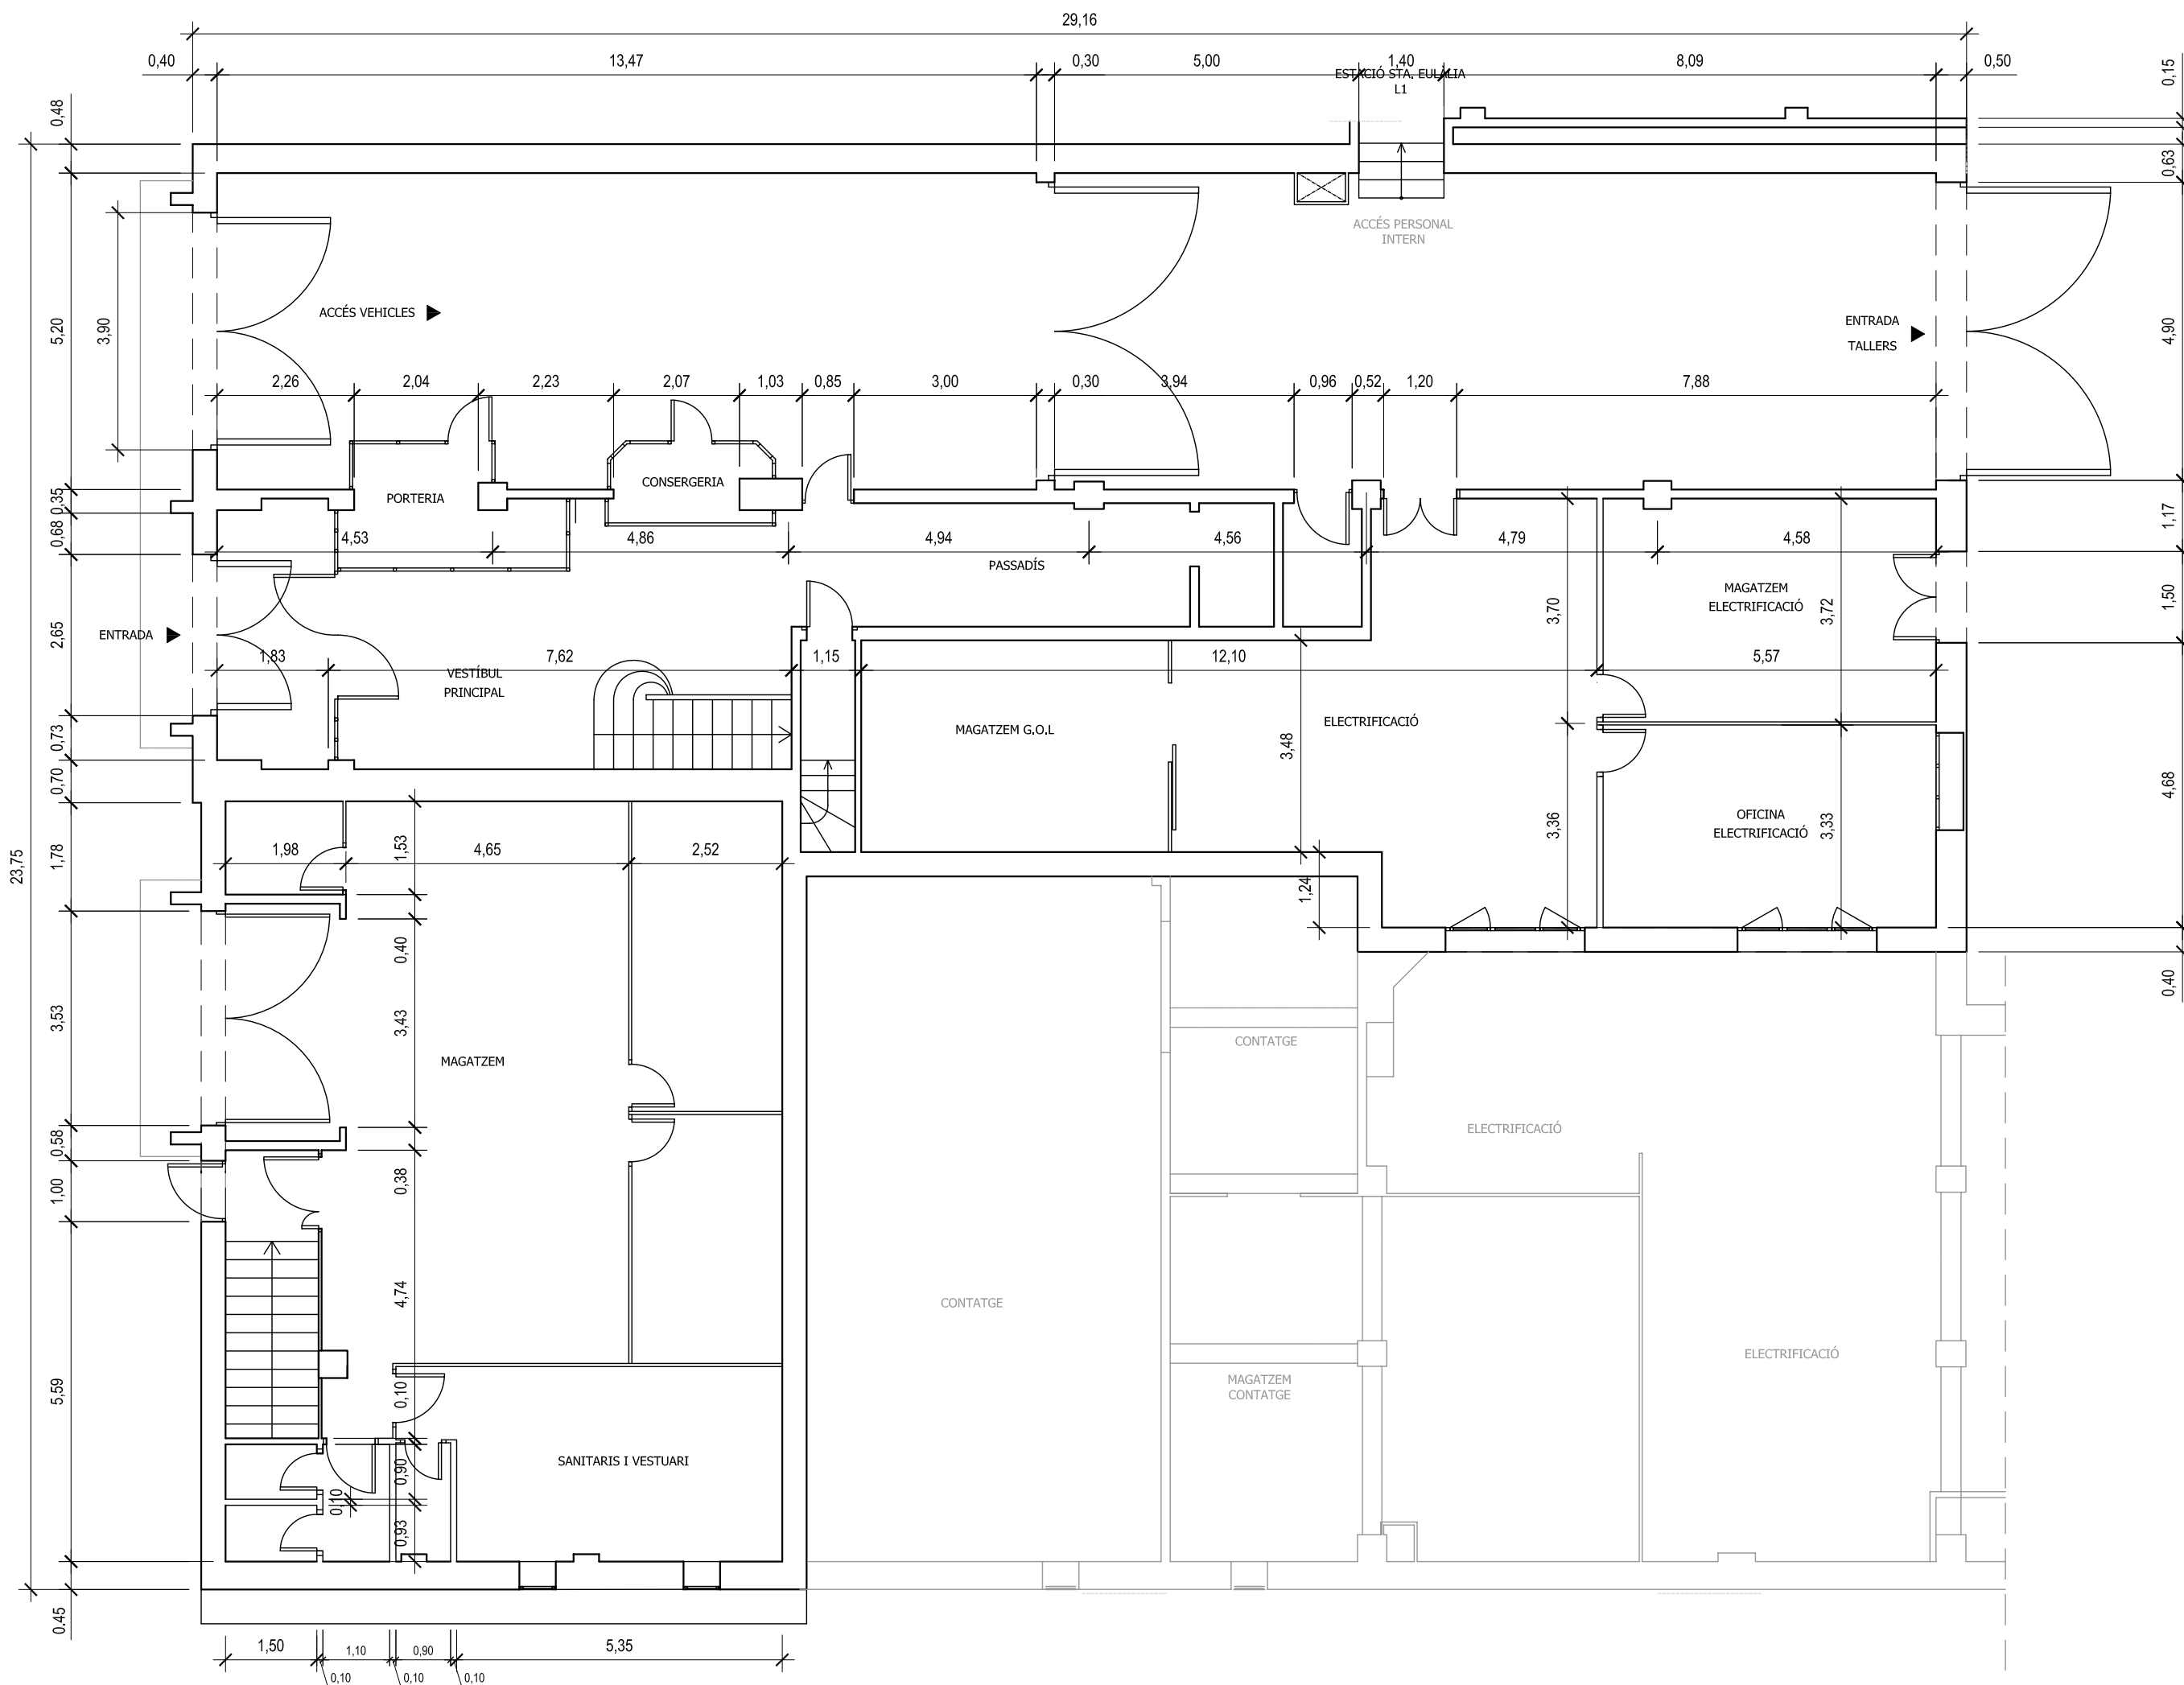 29,16
0,40
13,47
0,30
5,00
1,40
8,09
0,50
0,15
ESTACIÓ STA. EULÀLIA
L1
0,48
0,63
ACCÉS PERSONAL
INTERN
ACCÉS VEHICLES
ENTRADA
TALLERS
5,20
3,90
4,90
2,26
2,04
2,23
2,07
1,03
0,85
3,00
0,30
3,94
0,96
0,52
1,20
7,88
CONSERGERIA
PORTERIA
0,35
0,68
1,17
4,53
4,86
4,94
4,56
4,79
4,58
PASSADÍS
MAGATZEM
ELECTRIFICACIÓ
3,70
3,72
1,50
ENTRADA
2,65
1,83
7,62
1,15
12,10
5,57
VESTÍBUL
PRINCIPAL
MAGATZEM G.O.L
ELECTRIFICACIÓ
0,73
3,48
0,70
4,68
OFICINA
ELECTRIFICACIÓ
3,36
3,33
23,75
1,78
1,98
1,53
4,65
2,52
1,24
0,40
0,40
3,53
3,43
MAGATZEM
CONTATGE
ELECTRIFICACIÓ
0,58
0,38
1,00
4,74
CONTATGE
ELECTRIFICACIÓ
5,59
0,10
MAGATZEM
CONTATGE
SANITARIS I VESTUARI
0,90
0,10
0,93
0.45
1,50
1,10
0,90
5,35
0,10
0,10
0,10